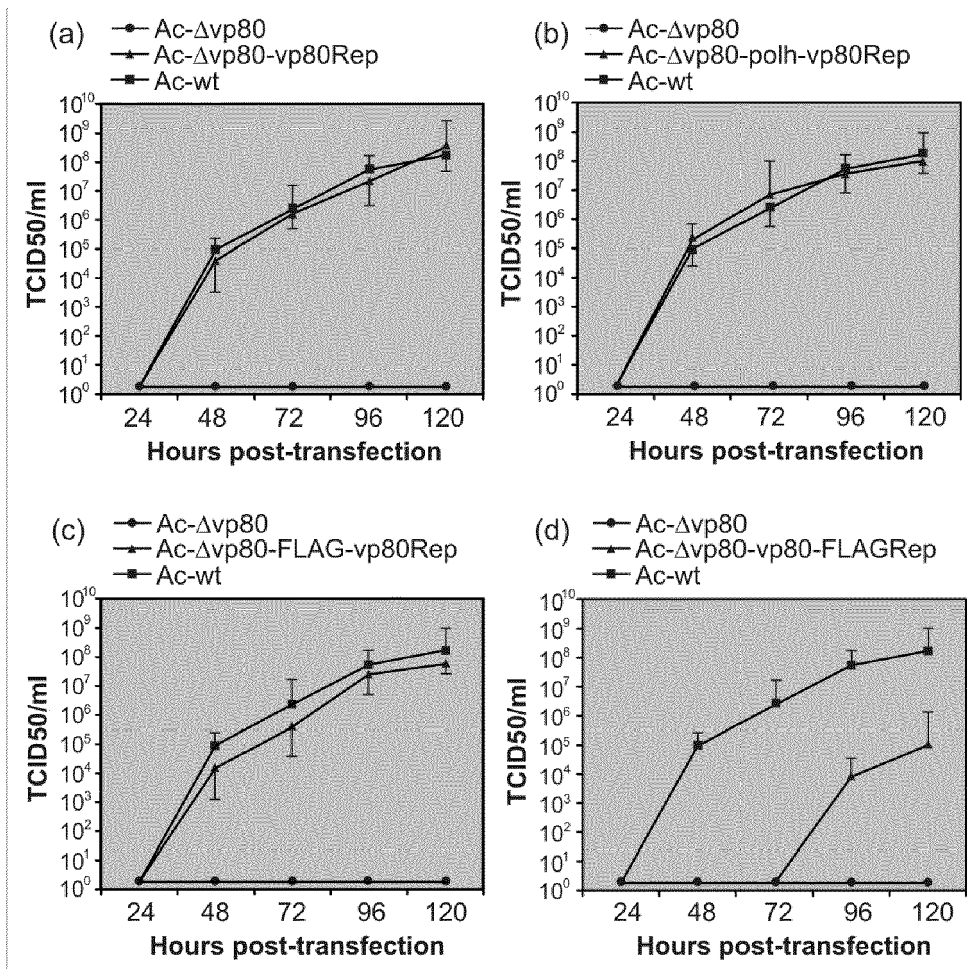 (a)
Ac-Δvp80
Ac-Δvp80-vp80Rep
Ac-wt
TCID50/ml
10^10
10^9
10^8
10^7
10^6
10^5
10^4
10^3
10^2
10^1
10^0
24 48 72 96 120
Hours post-transfection
(b)
Ac-Δvp80
Ac-Δvp80-polh-vp80Rep
Ac-wt
TCID50/ml
10^10
10^9
10^8
10^7
10^6
10^5
10^4
10^3
10^2
10^1
10^0
24 48 72 96 120
Hours post-transfection
(c)
Ac-Δvp80
Ac-Δvp80-FLAG-vp80Rep
Ac-wt
TCID50/ml
10^10
10^9
10^8
10^7
10^6
10^5
10^4
10^3
10^2
10^1
10^0
24 48 72 96 120
Hours post-transfection
(d)
Ac-Δvp80
Ac-Δvp80-vp80-FLAGRep
Ac-wt
TCID50/ml
10^10
10^9
10^8
10^7
10^6
10^5
10^4
10^3
10^2
10^1
10^0
24 48 72 96 120
Hours post-transfection